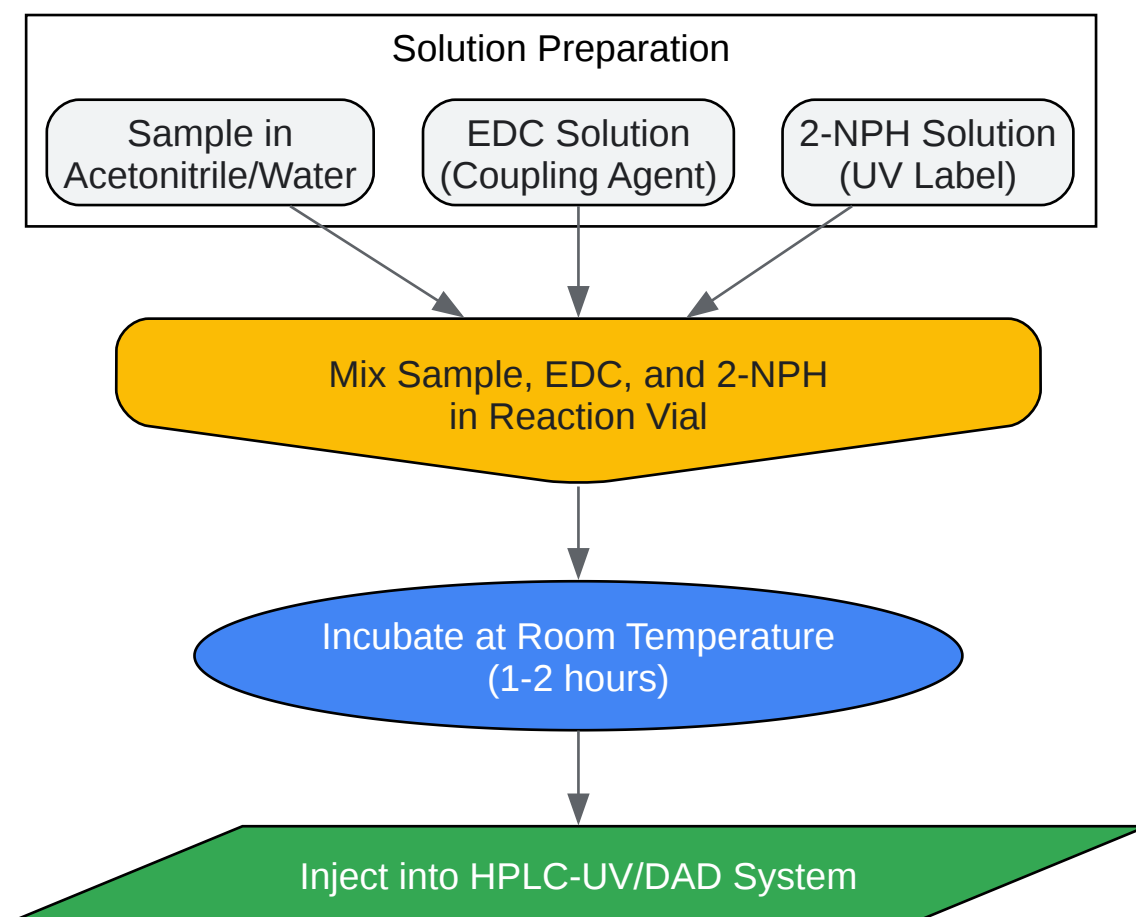 Solution Preparation
Sample in
Acetonitrile/Water
EDC Solution
(Coupling Agent)
2-NPH Solution
(UV Label)
Mix Sample, EDC, and 2-NPH
in Reaction Vial
Incubate at Room Temperature
(1-2 hours)
Inject into HPLC-UV/DAD System